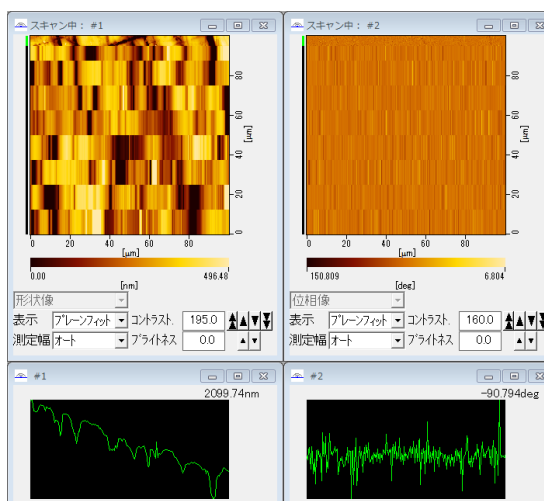 スキャン中： #1
80
60
40
20
0
[μm]
0 20 40 60 80
[μm]
0.00 496.48
[nm]
形状像
表示 プレーンフィット コントラスト. 195.0
測定幅 オート ブライトネス 0.0
スキャン中： #2
80
60
40
20
0
[μm]
0 20 40 60 80
[μm]
150.809 6.804
[deg]
位相像
表示 プレーンフィット コントラスト. 160.0
測定幅 オート ブライトネス 0.0
#1
2099.74nm
#2
-90.794deg